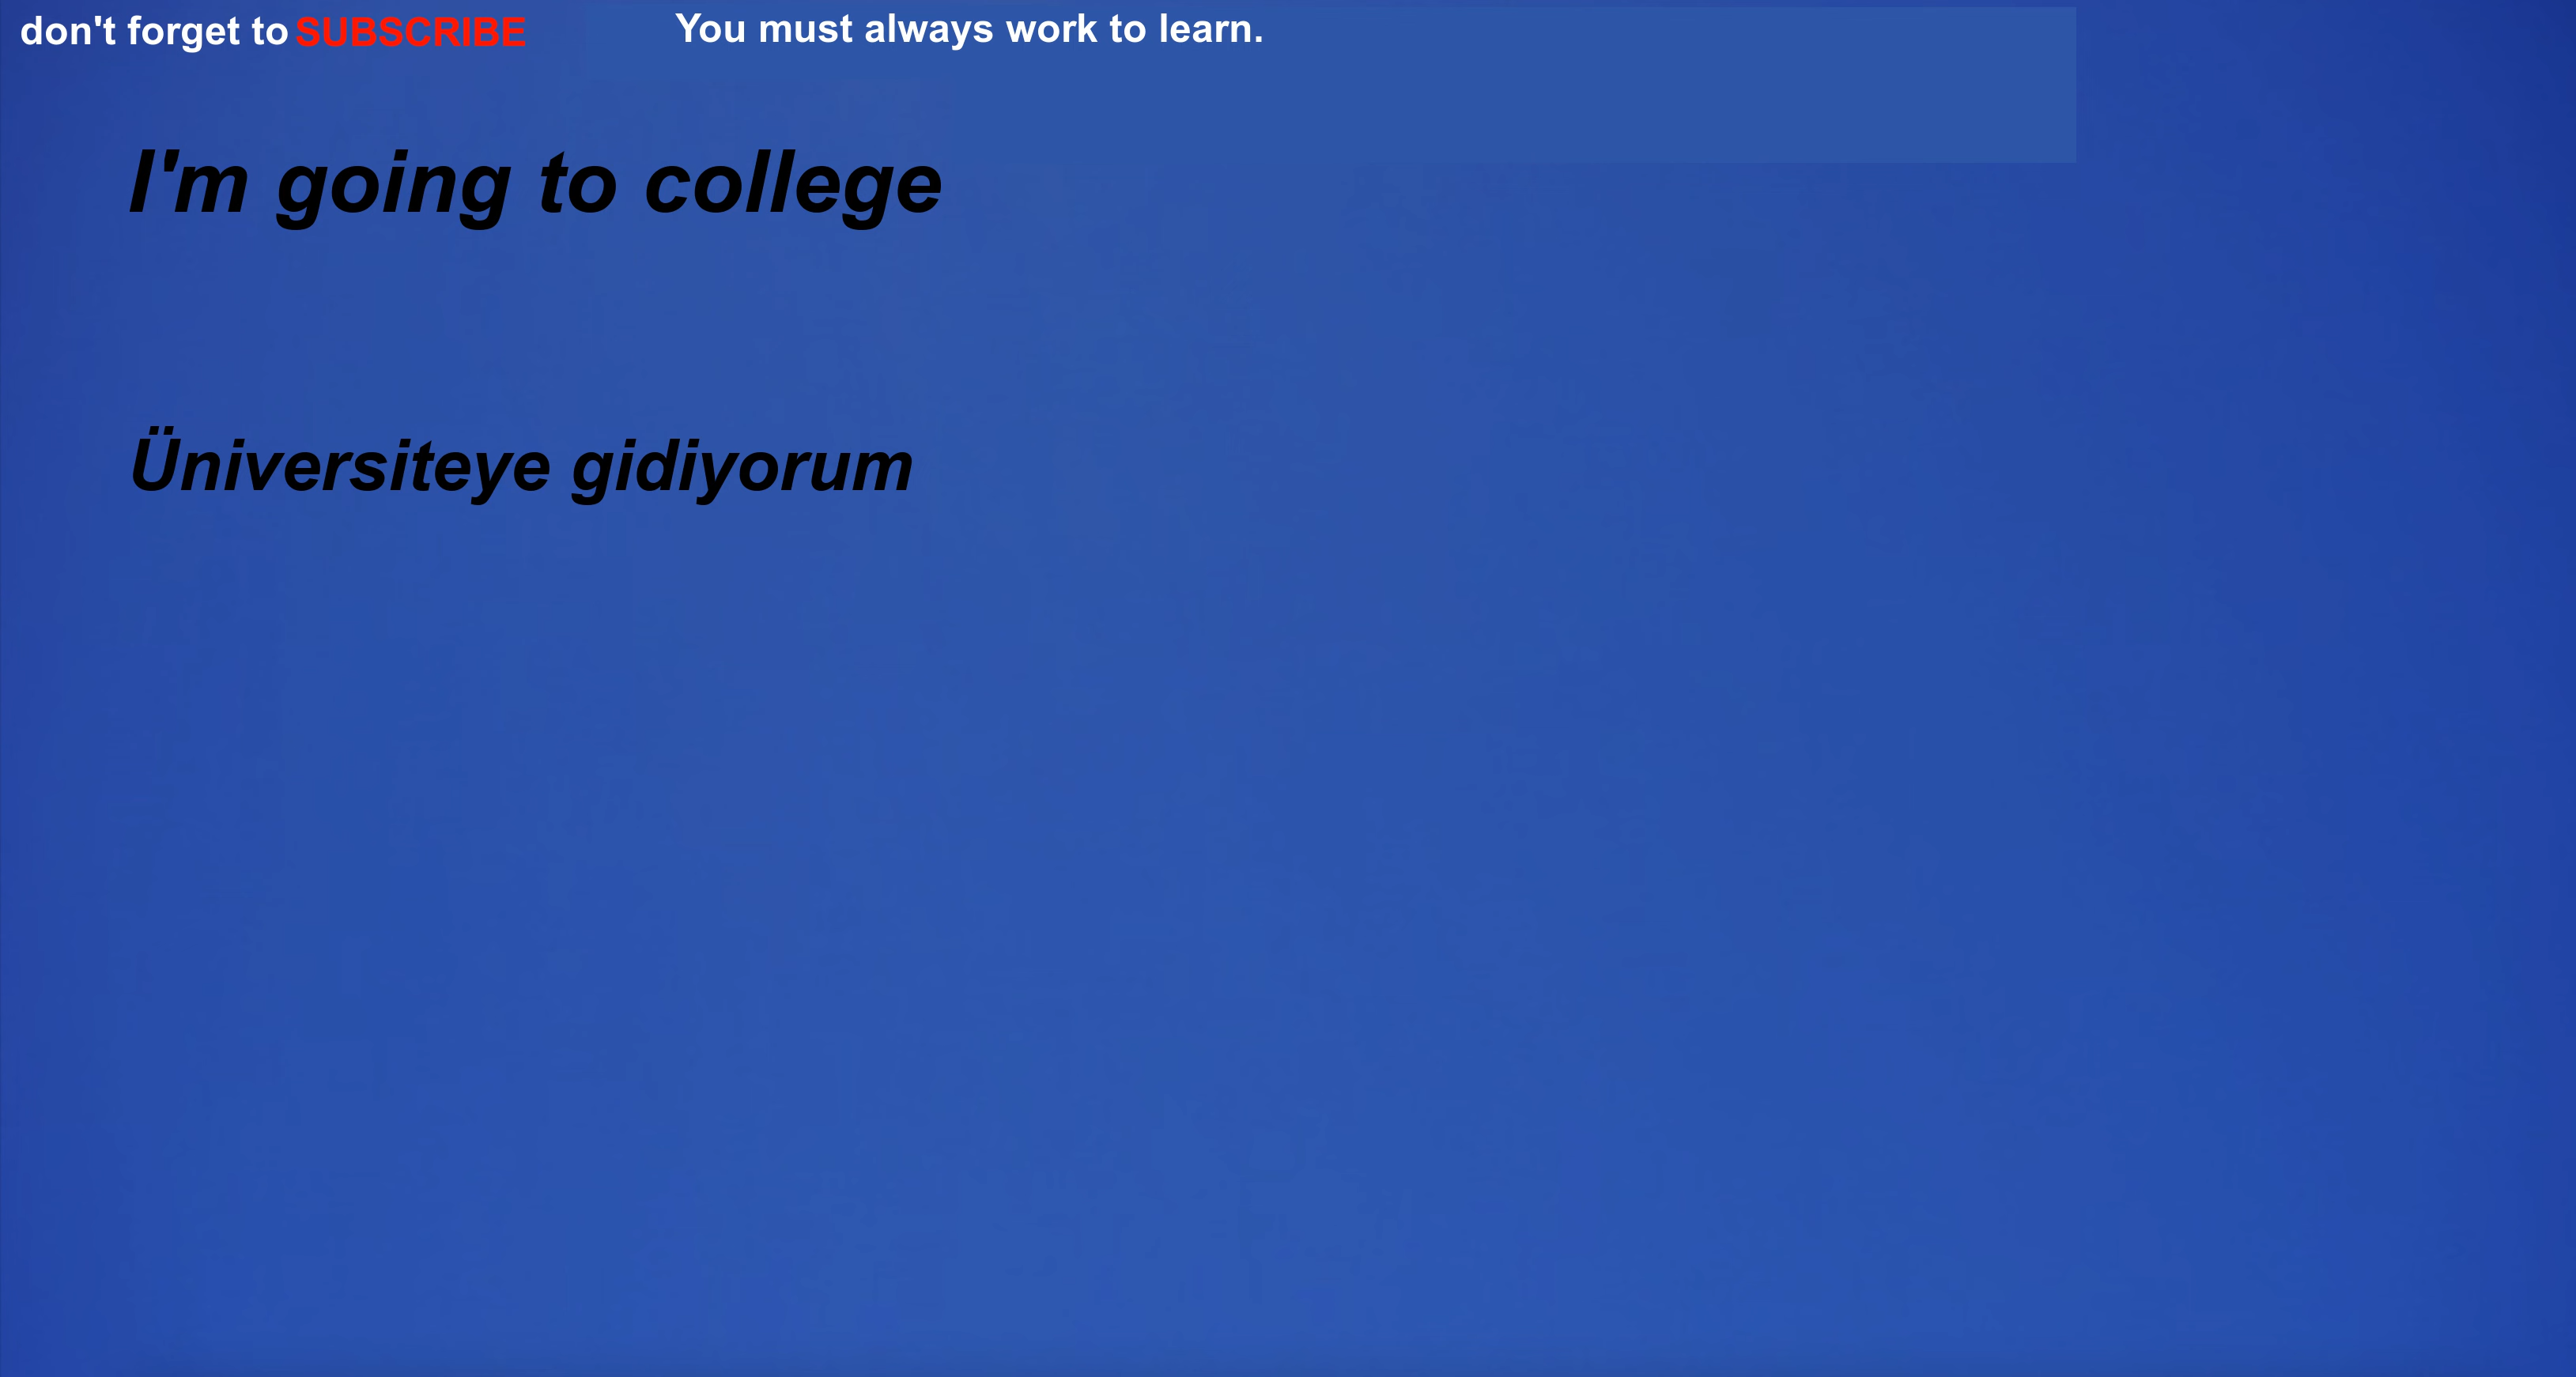 don't forget to SUBSCRIBE
You must always work to learn.
I'm going to college
Üniversiteye gidiyorum